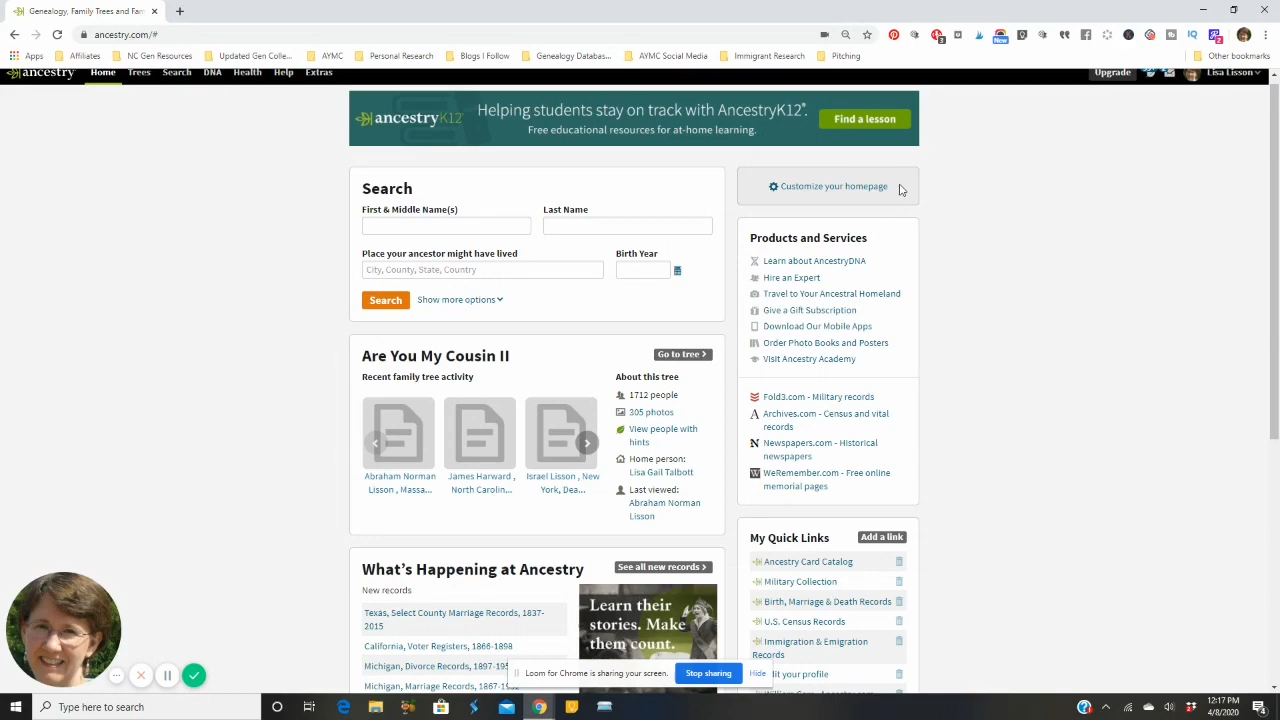 Genealogy, Family Trees and Fam
ancestry.com/#
Apps
Affiliates
NC Gen Resources
Updated Gen Colle...
AYMC
Personal Research
Blogs I Follow
Genealogy Databas...
AYMC Social Media
Immigrant Research
Pitching
Other bookmarks
ancestry
Home
Trees
Search
DNA
Health
Help
Extras
Upgrade
Lisa Lisson
ancestryK12
Helping students stay on track with AncestryK12®.
Free educational resources for at-home learning.
Find a lesson
Search
First & Middle Name(s)
Last Name
Place your ancestor might have lived
Birth Year
City, County, State, Country
Search
Show more options
Customize your homepage
Products and Services
Learn about AncestryDNA
Hire an Expert
Travel to Your Ancestral Homeland
Give a Gift Subscription
Download Our Mobile Apps
Order Photo Books and Posters
Visit Ancestry Academy
Fold3.com - Military records
Archives.com - Census and vital
records
Newspapers.com - Historical
newspapers
WeRemember.com - Free online
memorial pages
Are You My Cousin II
Go to tree >
Recent family tree activity
About this tree
1712 people
305 photos
View people with
hints
Home person:
Lisa Gail Talbott
Last viewed:
Abraham Norman
Lisson
Abraham Norman
Lisson , Massa...
James Harward ,
North Carolin...
Israel Lisson , New
York, Dea...
What's Happening at Ancestry
See all new records >
New records
Texas, Select County Marriage Records, 1837-
2015
California, Voter Registers, 1866-1898
Michigan, Divorce Records, 1897-195
Michigan, Marriage Records, 1867-1
Learn their
stories. Make
them count.
My Quick Links
Add a link
Ancestry Card Catalog
Military Collection
Birth, Marriage & Death Records
U.S. Census Records
Immigration & Emigration
Records
dit your profile
Loom for Chrome is sharing your screen.
Stop sharing
Hide
Type here to search
12:17 PM
4/8/2020